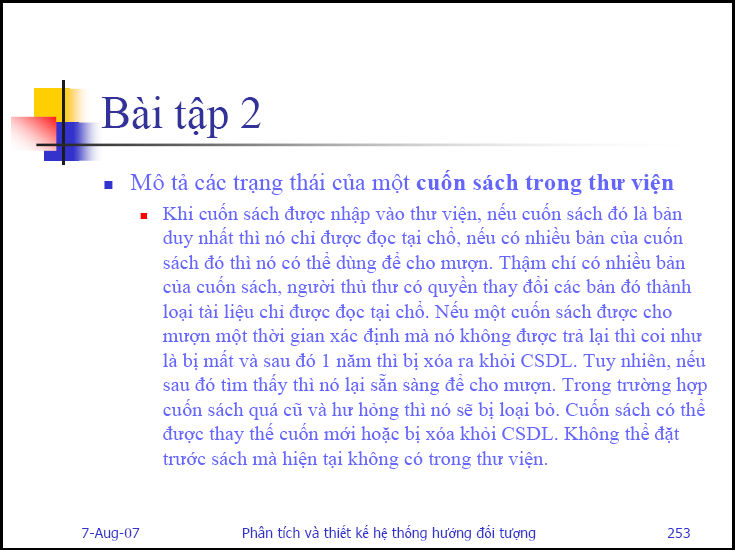 Bài tập 2
Mô tả các trạng thái của một cuốn sách trong thư viện
Khi cuốn sách được nhập vào thư viện, nếu cuốn sách đó là bản
duy nhất thì nó chỉ được đọc tại chổ, nếu có nhiều bản của cuốn
sách đó thì nó có thể dùng để cho mượn. Thậm chí có nhiều bản
của cuốn sách, người thủ thư có quyền thay đổi các bản đó thành
loại tài liệu chỉ được đọc tại chổ. Nếu một cuốn sách được cho
mượn một thời gian xác định mà nó không được trả lại thì coi như
là bị mất và sau đó 1 năm thì bị xóa ra khỏi CSDL. Tuy nhiên, nếu
sau đó tìm thấy thì nó lại sẵn sàng để cho mượn. Trong trường hợp
cuốn sách quá cũ và hư hỏng thì nó sẽ bị loại bỏ. Cuốn sách có thể
được thay thế cuốn mới hoặc bị xóa khỏi CSDL. Không thể đặt
trước sách mà hiện tại không có trong thư viện.
7-Aug-07 Phân tích và thiết kế hệ thống hướng đối tượng 253